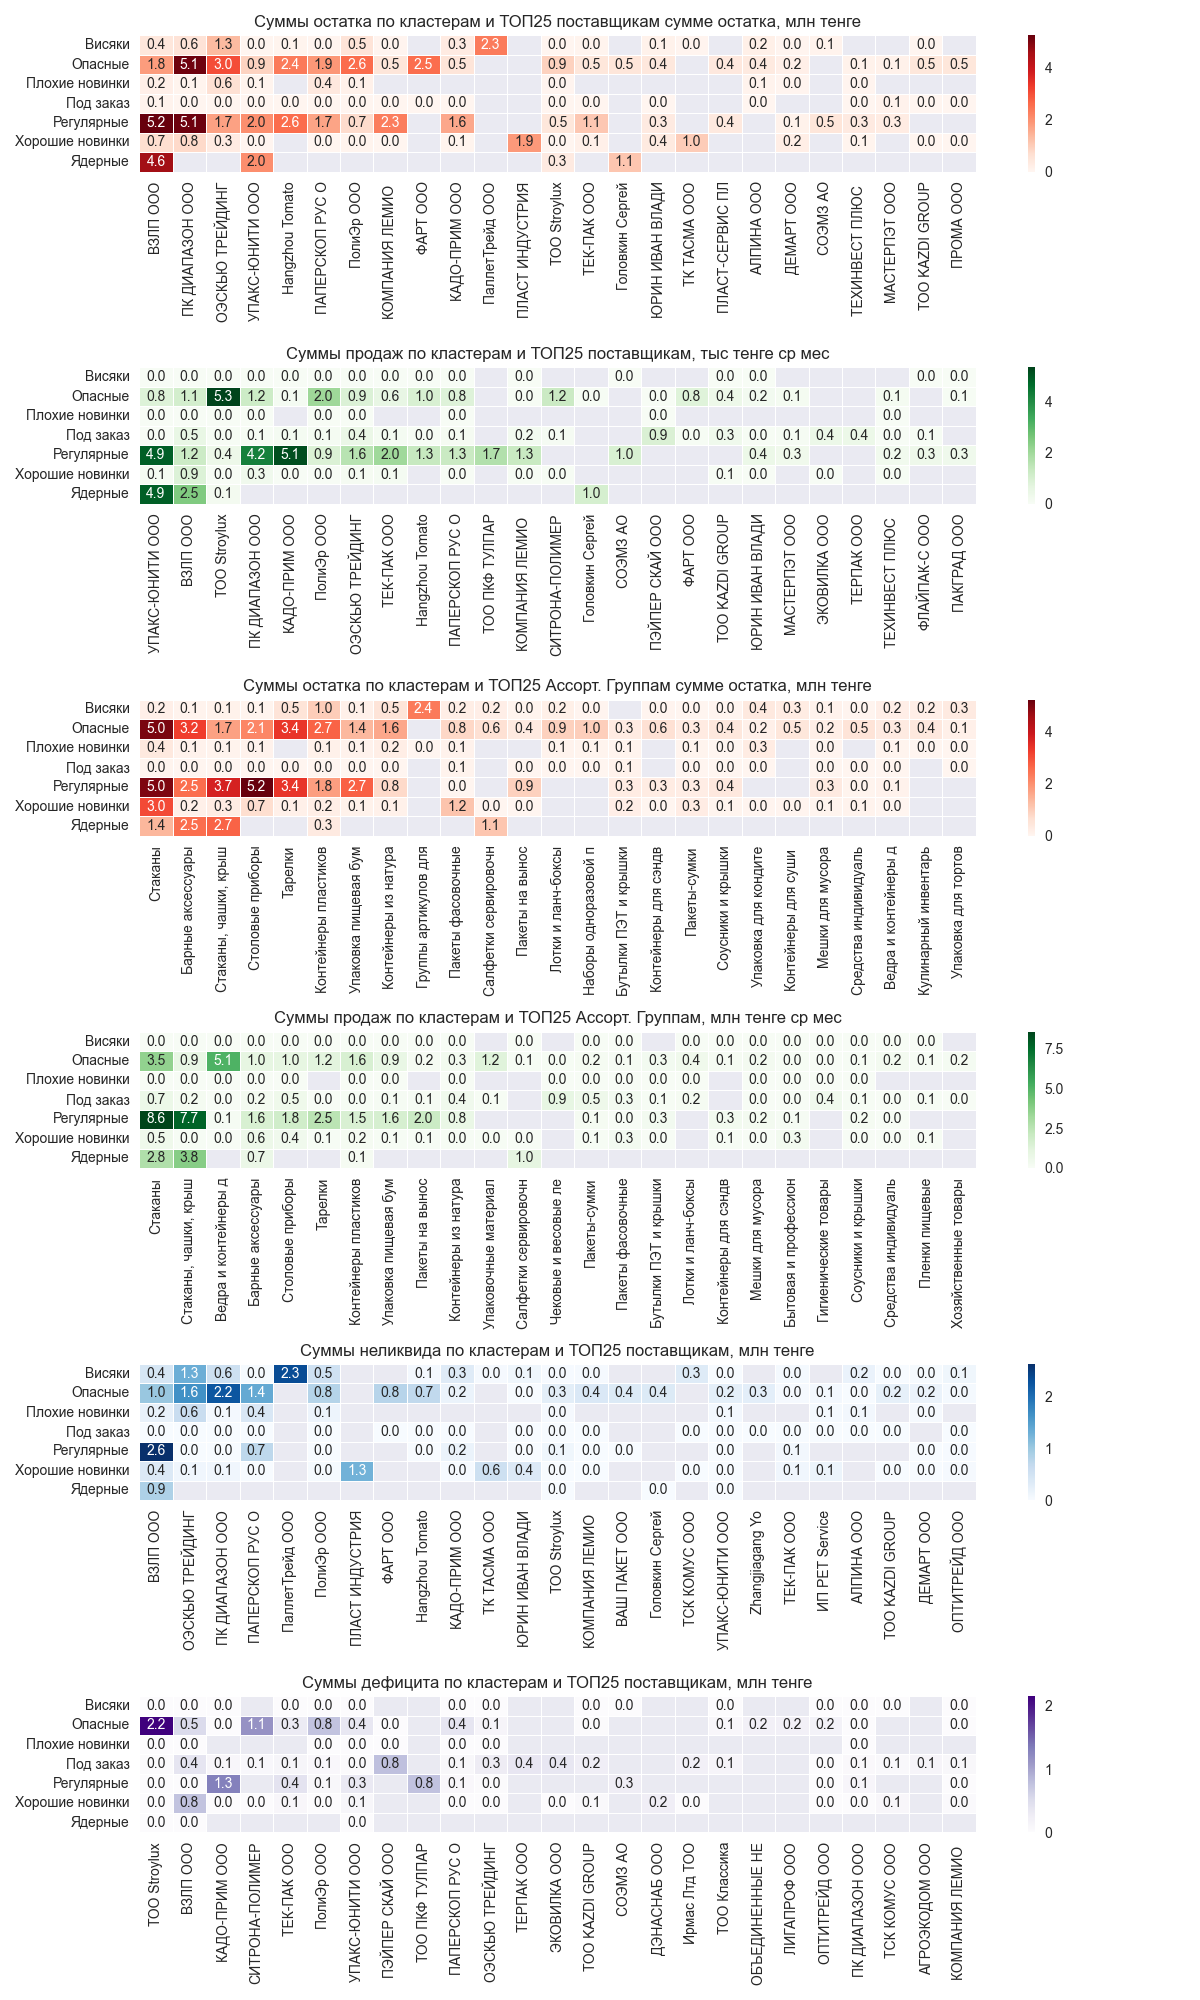 Суммы остатка по кластерам и ТОП25 поставщикам сумме остатка, млн тенге
Висяки 0.4 0.6 1.3 0.0 0.1 0.0 0.5 0.0 0.3 2.3 0.0 0.0 0.1 0.0 0.2 0.0 0.1 0.0
Опасные 1.8 5.1 3.0 0.9 2.4 1.9 2.6 0.5 2.5 0.5 0.9 0.5 0.5 0.4 0.4 0.4 0.2 0.1 0.1 0.5 0.5
Плохие новинки 0.2 0.1 0.6 0.1 0.4 0.1 0.0 0.1 0.0 0.0
Под заказ 0.1 0.0 0.0 0.0 0.0 0.0 0.0 0.0 0.0 0.0 0.0 0.0 0.0 0.0 0.0 0.1 0.0 0.0
Регулярные 5.2 5.1 1.7 2.0 2.6 1.7 0.7 2.3 1.6 0.5 1.1 0.3 0.4 0.1 0.5 0.3 0.3
Хорошие новинки 0.7 0.8 0.3 0.0 0.0 0.0 0.0 0.1 1.9 0.0 0.1 0.4 1.0 0.2 0.1 0.0 0.0
Ядерные 4.6 2.0 0.3 1.1
4
2
0
ВЗЛП ООО
ПК ДИАПАЗОН ООО
ОЭСКЬЮ ТРЕЙДИНГ
УПАКС-ЮНИТИ ООО
Hangzhou Tomato
ПАПЕРСКОП РУС О
ПолиЭр ООО
КОМПАНИЯ ЛЕМИО
ФАРТ ООО
КАДО-ПРИМ ООО
ПаллетТрейд ООО
ПЛАСТ ИНДУСТРИЯ
ТОО Stroylux
ТЕК-ПАК ООО
Головкин Сергей
ЮРИН ИВАН ВЛАДИ
ТК ТАСМА ООО
ПЛАСТ-СЕРВИС ПЛ
АЛПИНА ООО
ДЕМАРТ ООО
СОЭМЗ АО
ТЕХИНВЕСТ ПЛЮС
МАСТЕРПЭТ ООО
ТОО KAZDI GROUP
ПРОМА ООО
Суммы продаж по кластерам и ТОП25 поставщикам, тыс тенге ср мес
Висяки 0.0 0.0 0.0 0.0 0.0 0.0 0.0 0.0 0.0 0.0 0.0 0.0 0.0 0.0 0.0 0.0
Опасные 0.8 1.1 5.3 1.2 0.1 2.0 0.9 0.6 1.0 0.8 0.0 1.2 0.0 0.0 0.8 0.4 0.2 0.1 0.1 0.1
Плохие новинки 0.0 0.0 0.0 0.0 0.0 0.0 0.0 0.0
Под заказ 0.0 0.5 0.0 0.1 0.1 0.1 0.4 0.1 0.0 0.1 0.2 0.1 0.9 0.0 0.3 0.0 0.1 0.4 0.4 0.0 0.1
Регулярные 4.9 1.2 0.4 4.2 5.1 0.9 1.6 2.0 1.3 1.3 1.7 1.3 1.0 0.4 0.3 0.2 0.3 0.3
Хорошие новинки 0.1 0.9 0.0 0.3 0.0 0.0 0.1 0.1 0.0 0.0 0.0 0.1 0.0 0.0 0.0
Ядерные 4.9 2.5 0.1 1.0
4
2
0
УПАКС-ЮНИТИ ООО
ВЗЛП ООО
ТОО Stroylux
ПК ДИАПАЗОН ООО
КАДО-ПРИМ ООО
ПолиЭр ООО
ОЭСКЬЮ ТРЕЙДИНГ
ТЕК-ПАК ООО
Hangzhou Tomato
ПАПЕРСКОП РУС О
ТОО ПКФ ТУЛПАР
КОМПАНИЯ ЛЕМИО
СИТРОНА-ПОЛИМЕР
Головкин Сергей
СОЭМЗ АО
ПЭЙПЕР СКАЙ ООО
ФАРТ ООО
ТОО KAZDI GROUP
ЮРИН ИВАН ВЛАДИ
МАСТЕРПЭТ ООО
ЭКОВИЛКА ООО
ТЕРПАК ООО
ТЕХИНВЕСТ ПЛЮС
ФЛАЙПАК-С ООО
ПАКГРАД ООО
Суммы остатка по кластерам и ТОП25 Ассорт. Группам сумме остатка, млн тенге
Висяки 0.2 0.1 0.1 0.1 0.5 1.0 0.1 0.5 2.4 0.2 0.2 0.0 0.2 0.0 0.0 0.0 0.0 0.4 0.3 0.1 0.0 0.2 0.2 0.3
Опасные 5.0 3.2 1.7 2.1 3.4 2.7 1.4 1.6 0.8 0.6 0.4 0.9 1.0 0.3 0.6 0.3 0.4 0.2 0.5 0.2 0.5 0.3 0.4 0.1
Плохие новинки 0.4 0.1 0.1 0.1 0.1 0.1 0.2 0.0 0.1 0.1 0.1 0.1 0.1 0.0 0.3 0.0 0.1 0.0 0.0
Под заказ 0.0 0.0 0.0 0.0 0.0 0.0 0.0 0.0 0.1 0.0 0.0 0.0 0.1 0.0 0.0 0.0 0.0 0.0 0.0 0.0
Регулярные 5.0 2.5 3.7 5.2 3.4 1.8 2.7 0.8 0.0 0.9 0.3 0.3 0.3 0.4 0.3 0.0 0.1
Хорошие новинки 3.0 0.2 0.3 0.7 0.1 0.2 0.1 0.1 1.2 0.0 0.0 0.2 0.0 0.3 0.1 0.0 0.0 0.1 0.1 0.0
Ядерные 1.4 2.5 2.7 0.3 1.1
4
2
0
Стаканы
Барные аксессуары
Стаканы, чашки, крыш
Столовые приборы
Тарелки
Контейнеры пластиков
Упаковка пищевая бум
Контейнеры из натура
Группы артикулов для
Пакеты фасовочные
Салфетки сервировочн
Пакеты на вынос
Лотки и ланч-боксы
Наборы одноразовой п
Бутылки ПЭТ и крышки
Контейнеры для сэндв
Пакеты-сумки
Соусники и крышки
Упаковка для кондите
Контейнеры для суши
Мешки для мусора
Средства индивидуаль
Ведра и контейнеры д
Кулинарный инвентарь
Упаковка для тортов
Суммы продаж по кластерам и ТОП25 Ассорт. Группам, млн тенге ср мес
Висяки 0.0 0.0 0.0 0.0 0.0 0.0 0.0 0.0 0.0 0.0 0.0 0.0 0.0 0.0 0.0 0.0 0.0 0.0 0.0 0.0 0.0 0.0
Опасные 3.5 0.9 5.1 1.0 1.0 1.2 1.6 0.9 0.2 0.3 1.2 0.1 0.0 0.2 0.1 0.3 0.4 0.1 0.2 0.0 0.0 0.1 0.2 0.1 0.2
Плохие новинки 0.0 0.0 0.0 0.0 0.0 0.0 0.0 0.0 0.0 0.0 0.0 0.0 0.0 0.0 0.0 0.0 0.0
Под заказ 0.7 0.2 0.0 0.2 0.5 0.0 0.0 0.2 0.1 0.4 0.1 0.9 0.5 0.3 0.1 0.2 0.0 0.0 0.4 0.1 0.0 0.1 0.0
Регулярные 8.6 7.7 0.1 1.6 1.8 2.5 1.5 1.6 2.0 0.8 0.1 0.0 0.3 0.3 0.2 0.1 0.2 0.0
Хорошие новинки 0.5 0.0 0.0 0.6 0.4 0.1 0.2 0.1 0.1 0.0 0.0 0.0 0.1 0.3 0.0 0.1 0.0 0.3 0.0 0.0 0.1
Ядерные 2.8 3.8 0.7 0.1 1.0
7.5
5.0
2.5
0.0
Стаканы
Стаканы, чашки, крыш
Ведра и контейнеры д
Барные аксессуары
Столовые приборы
Тарелки
Контейнеры пластиков
Упаковка пищевая бум
Пакеты на вынос
Контейнеры из натура
Упаковочные материал
Салфетки сервировочн
Чековые и весовые ле
Пакеты-сумки
Пакеты фасовочные
Бутылки ПЭТ и крышки
Лотки и ланч-боксы
Контейнеры для сэндв
Мешки для мусора
Бытовая и профессион
Гигиенические товары
Соусники и крышки
Средства индивидуаль
Пленки пищевые
Хозяйственные товары
Суммы неликвида по кластерам и ТОП25 поставщикам, млн тенге
Висяки 0.4 1.3 0.6 0.0 2.3 0.5 0.1 0.3 0.0 0.1 0.0 0.0 0.3 0.0 0.0 0.0 0.2 0.0 0.0 0.1
Опасные 1.0 1.6 2.2 1.4 0.8 0.8 0.7 0.2 0.0 0.3 0.4 0.4 0.4 0.2 0.3 0.0 0.1 0.0 0.2 0.2 0.0
Плохие новинки 0.2 0.6 0.1 0.4 0.1 0.0 0.1 0.1 0.1 0.0
Под заказ 0.0 0.0 0.0 0.0 0.0 0.0 0.0 0.0 0.0 0.0 0.0 0.0 0.0 0.0 0.0 0.0 0.0 0.0 0.0
Регулярные 2.6 0.0 0.0 0.7 0.0 0.0 0.2 0.0 0.1 0.0 0.0 0.0 0.1 0.0 0.0
Хорошие новинки 0.4 0.1 0.1 0.0 0.0 1.3 0.0 0.6 0.4 0.0 0.0 0.0 0.0 0.1 0.1 0.0 0.0 0.0
Ядерные 0.9 0.0 0.0 0.0
2
1
0
ВЗЛП ООО
ОЭСКЬЮ ТРЕЙДИНГ
ПК ДИАПАЗОН ООО
ПАПЕРСКОП РУС О
ПаллетТрейд ООО
ПолиЭр ООО
ПЛАСТ ИНДУСТРИЯ
ФАРТ ООО
Hangzhou Tomato
КАДО-ПРИМ ООО
ТК ТАСМА ООО
ЮРИН ИВАН ВЛАДИ
ТОО Stroylux
КОМПАНИЯ ЛЕМИО
ВАШ ПАКЕТ ООО
Головкин Сергей
ТСК КОМУС ООО
УПАКС-ЮНИТИ ООО
Zhangjiagang Yo
ТЕК-ПАК ООО
ИП PET Service
АЛПИНА ООО
ТОО KAZDI GROUP
ДЕМАРТ ООО
ОПТИТРЕЙД ООО
Суммы дефицита по кластерам и ТОП25 поставщикам, млн тенге
Висяки 0.0 0.0 0.0 0.0 0.0 0.0 0.0 0.0 0.0 0.0 0.0 0.0 0.0 0.0
Опасные 2.2 0.5 0.0 1.1 0.3 0.8 0.4 0.0 0.4 0.1 0.0 0.1 0.2 0.2 0.2 0.0 0.0
Плохие новинки 0.0 0.0 0.0 0.0 0.0 0.0 0.0
Под заказ 0.0 0.4 0.1 0.1 0.1 0.1 0.0 0.8 0.1 0.3 0.4 0.4 0.2 0.2 0.1 0.0 0.1 0.1 0.1 0.1
Регулярные 0.0 0.0 1.3 0.4 0.1 0.3 0.8 0.1 0.0 0.3 0.0 0.1 0.0
Хорошие новинки 0.0 0.8 0.0 0.0 0.1 0.0 0.1 0.0 0.0 0.0 0.1 0.2 0.0 0.0 0.0 0.1 0.0
Ядерные 0.0 0.0 0.0
2
1
0
ТОО Stroylux
ВЗЛП ООО
КАДО-ПРИМ ООО
СИТРОНА-ПОЛИМЕР
ТЕК-ПАК ООО
ПолиЭр ООО
УПАКС-ЮНИТИ ООО
ПЭЙПЕР СКАЙ ООО
ТОО ПКФ ТУЛПАР
ПАПЕРСКОП РУС О
ОЭСКЬЮ ТРЕЙДИНГ
ТЕРПАК ООО
ЭКОВИЛКА ООО
ТОО KAZDI GROUP
СОЭМЗ АО
ДЭНАСНАБ ООО
Ирмас Лтд ТОО
ТОО Классика
ОБЪЕДИНЕННЫЕ НЕ
ЛИГАПРОФ ООО
ОПТИТРЕЙД ООО
ПК ДИАПАЗОН ООО
ТСК КОМУС ООО
АГРОЭКОДОМ ООО
КОМПАНИЯ ЛЕМИО